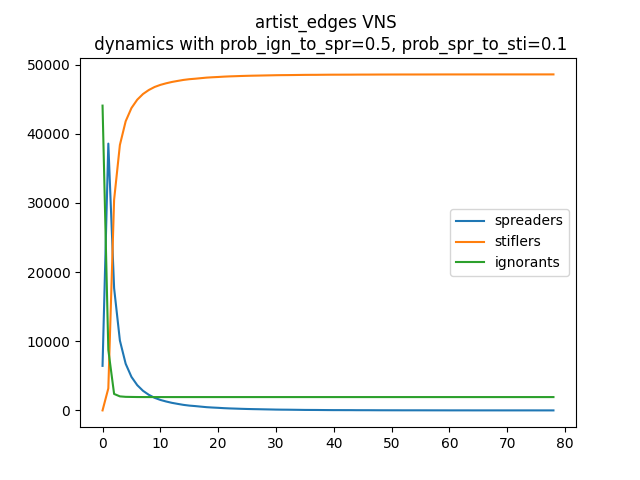 artist_edges VNS
dynamics with prob_ign_to_spr=0.5, prob_spr_to_sti=0.1
50000
40000
30000
20000
10000
0
spreaders
stiflers
ignorants
0 10 20 30 40 50 60 70 80